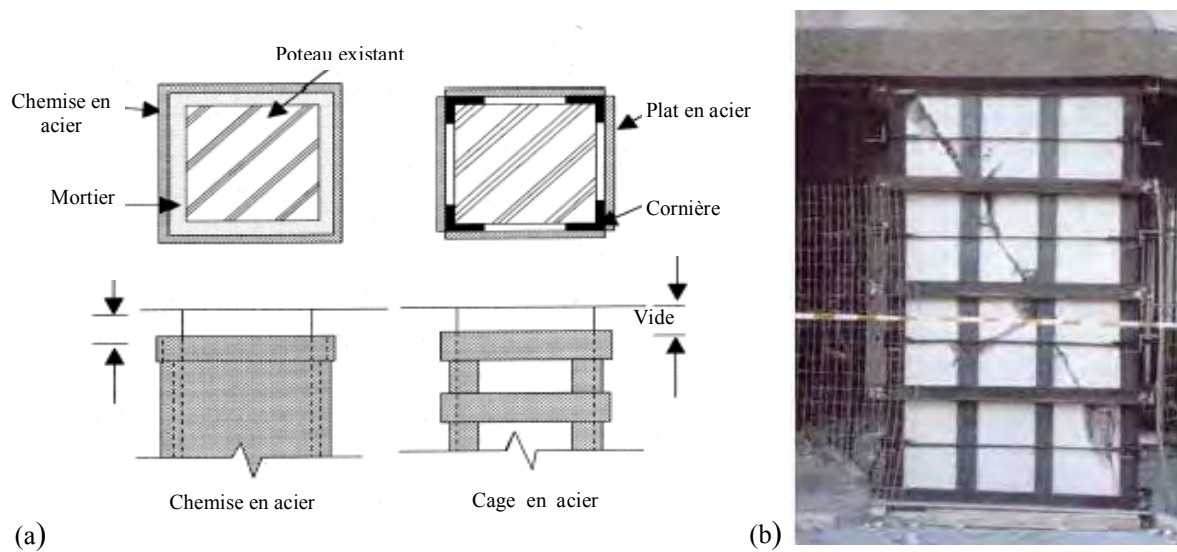 Poteau existant
Chemise en
acier
Mortier
Plat en acier
Cornière
Vide
Chemise en acier
Cage en acier
(a)
(b)